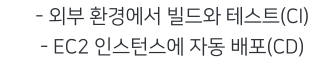 - 외부 환경에서 빌드와 테스트(CI)
- EC2 인스턴스에 자동 배포(CD)